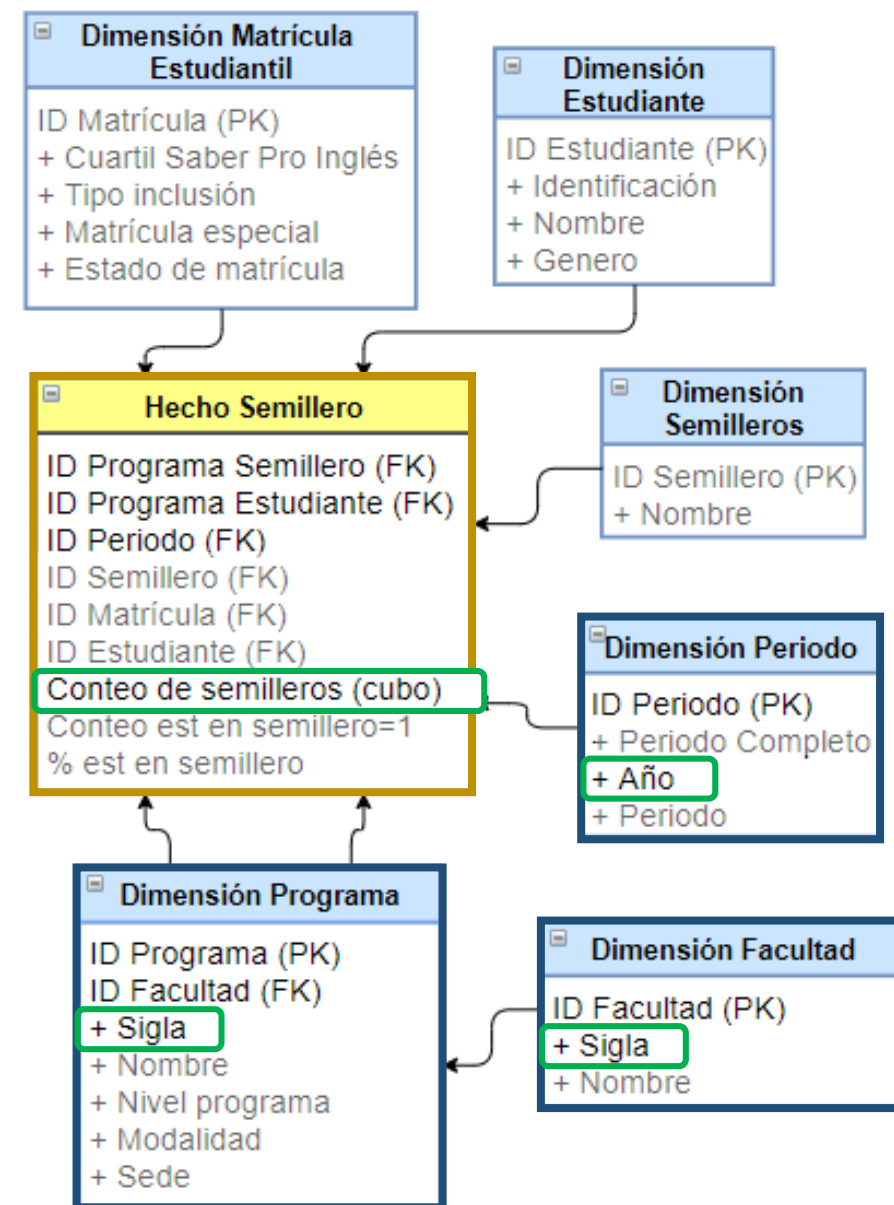 Dimensión Matrícula
Estudiantil
ID Matrícula (PK)
+ Cuartil Saber Pro Inglés
+ Tipo inclusión
+ Matrícula especial
+ Estado de matrícula
Dimensión
Estudiante
ID Estudiante (PK)
+ Identificación
+ Nombre
+ Genero
Hecho Semillero
ID Programa Semillero (FK)
ID Programa Estudiante (FK)
ID Periodo (FK)
ID Semillero (FK)
ID Matrícula (FK)
ID Estudiante (FK)
Conteo de semilleros (cubo)
Conteo est en semillero=1
% est en semillero
Dimensión
Semilleros
ID Semillero (PK)
+ Nombre
Dimensión Periodo
ID Periodo (PK)
+ Periodo Completo
+ Año
+ Periodo
Dimensión Programa
ID Programa (PK)
ID Facultad (FK)
+ Sigla
+ Nombre
+ Nivel programa
+ Modalidad
+ Sede
Dimensión Facultad
ID Facultad (PK)
+ Sigla
+ Nombre